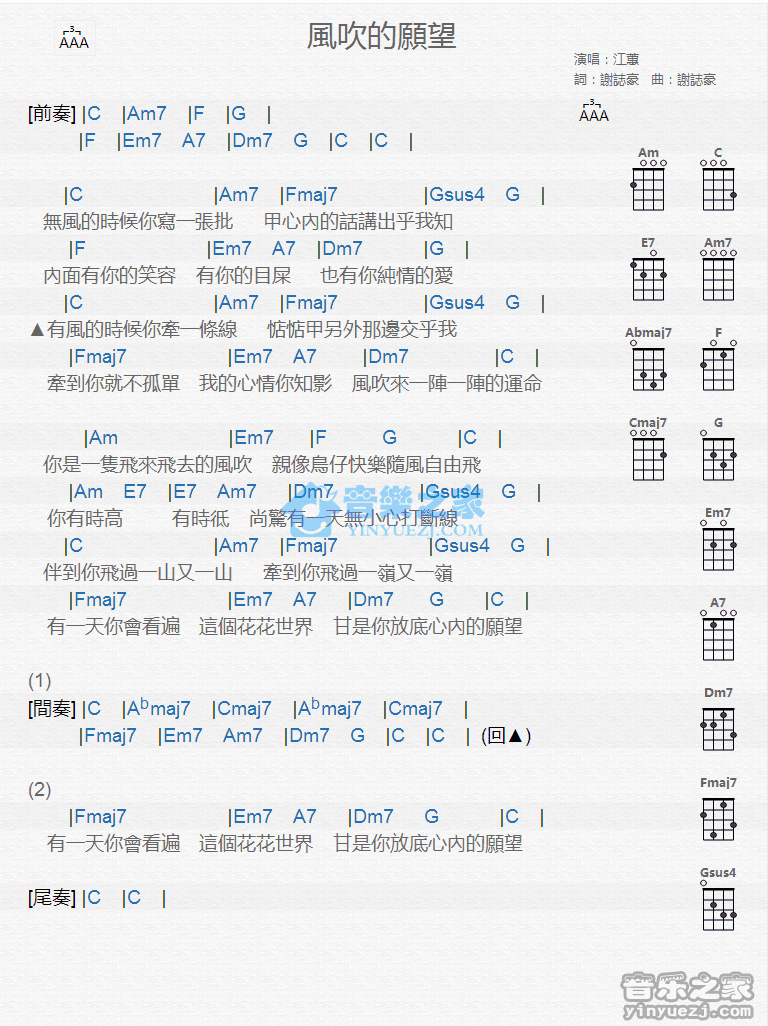 3
AAA
風吹的願望
演唱：江蕙
詞：謝誌豪 曲：謝誌豪
3
AAA
[前奏] |C |Am7 |F |G |
|F |Em7 A7 |Dm7 G |C |C |
|C |Am7 |Fmaj7 |Gsus4 G |
無風的時候你寫一張批 甲心內的話講出乎我知
|F |Em7 A7 |Dm7 |G |
內面有你的笑容 有你的目屎 也有你純情的愛
|C |Am7 |Fmaj7 |Gsus4 G |
▲有風的時候你牽一條線 惦惦甲另外那邊交乎我
|Fmaj7 |Em7 A7 |Dm7 |C |
牽到你就不孤單 我的心情你知影 風吹來一陣一陣的運命
|Am |Em7 |F G |C |
你是一隻飛來飛去的風吹 親像鳥仔快樂隨風自由飛
|Am E7 |E7 Am7 |Dm7 |Gsus4 G |
你有時高 有時低 尚驚有一天無小心打斷線
|C |Am7 |Fmaj7 |Gsus4 G |
伴到你飛過一山又一山 牽到你飛過一嶺又一嶺
|Fmaj7 |Em7 A7 |Dm7 G |C |
有一天你會看遍 這個花花世界 甘是你放底心內的願望
(1)
[間奏] |C |Abmaj7 |Cmaj7 |Abmaj7 |Cmaj7 |
|Fmaj7 |Em7 Am7 |Dm7 G |C |C | (回▲)
(2)
|Fmaj7 |Em7 A7 |Dm7 G |C |
有一天你會看遍 這個花花世界 甘是你放底心內的願望
[尾奏] |C |C |
Am C
E7 Am7
Abmaj7 F
Cmaj7 G
Em7
A7
Dm7
Fmaj7
Gsus4
音樂之家
YINYUEZJ.COM
音乐之家
yinyuezj.com